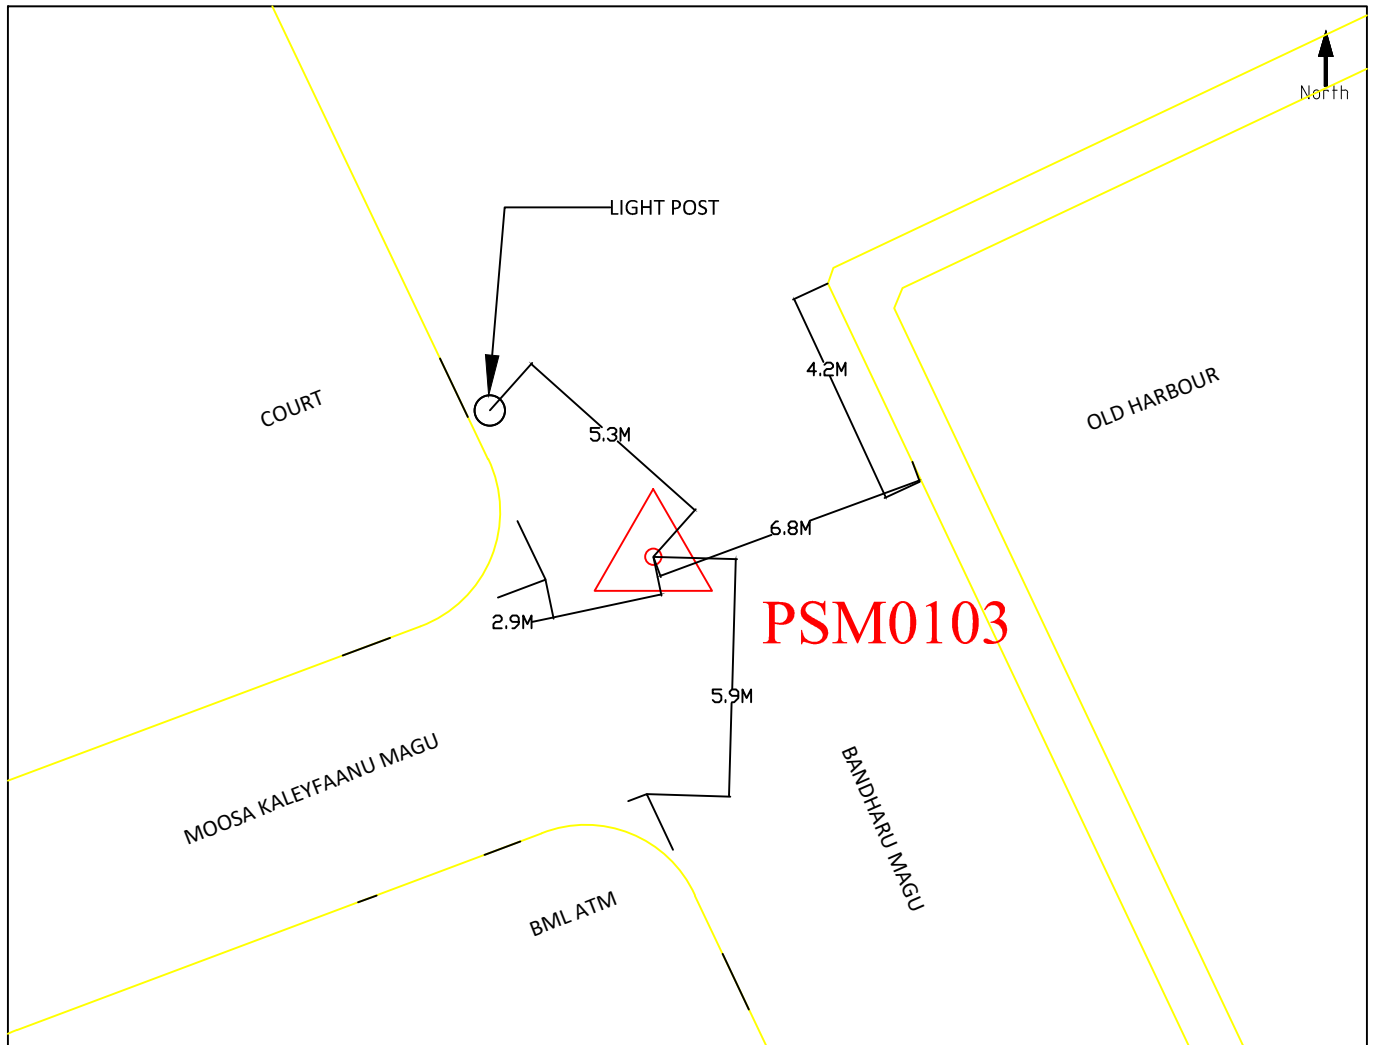 North
LIGHT POST
4.2M
COURT
OLD HARBOUR
5.3M
6.8M
2.9M
PSM0103
5.9M
MOOSA KALEYFAANU MAGU
BANDHARU MAGU
BML ATM